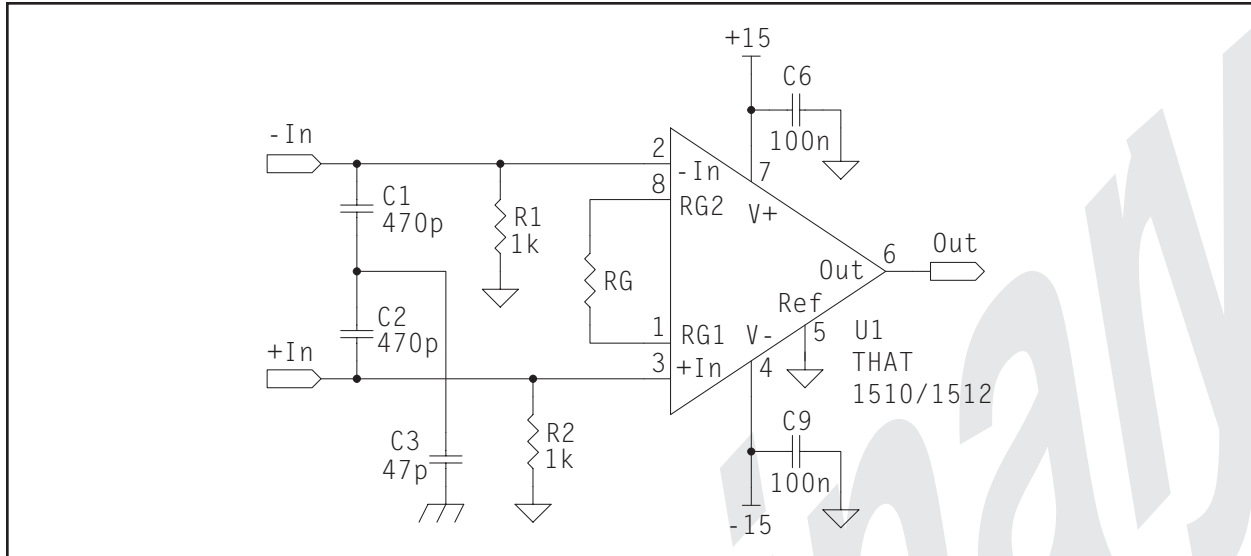 +15
C6
100n
-In
2
-In
7
8
RG2
V+
C1
470p
R1
1k
RG
Out
6
Out
Ref
5
U1
THAT
1510/1512
C2
470p
1
RG1
V-
+In
3
+In
4
C3
47p
R2
1k
C9
100n
-15
inary